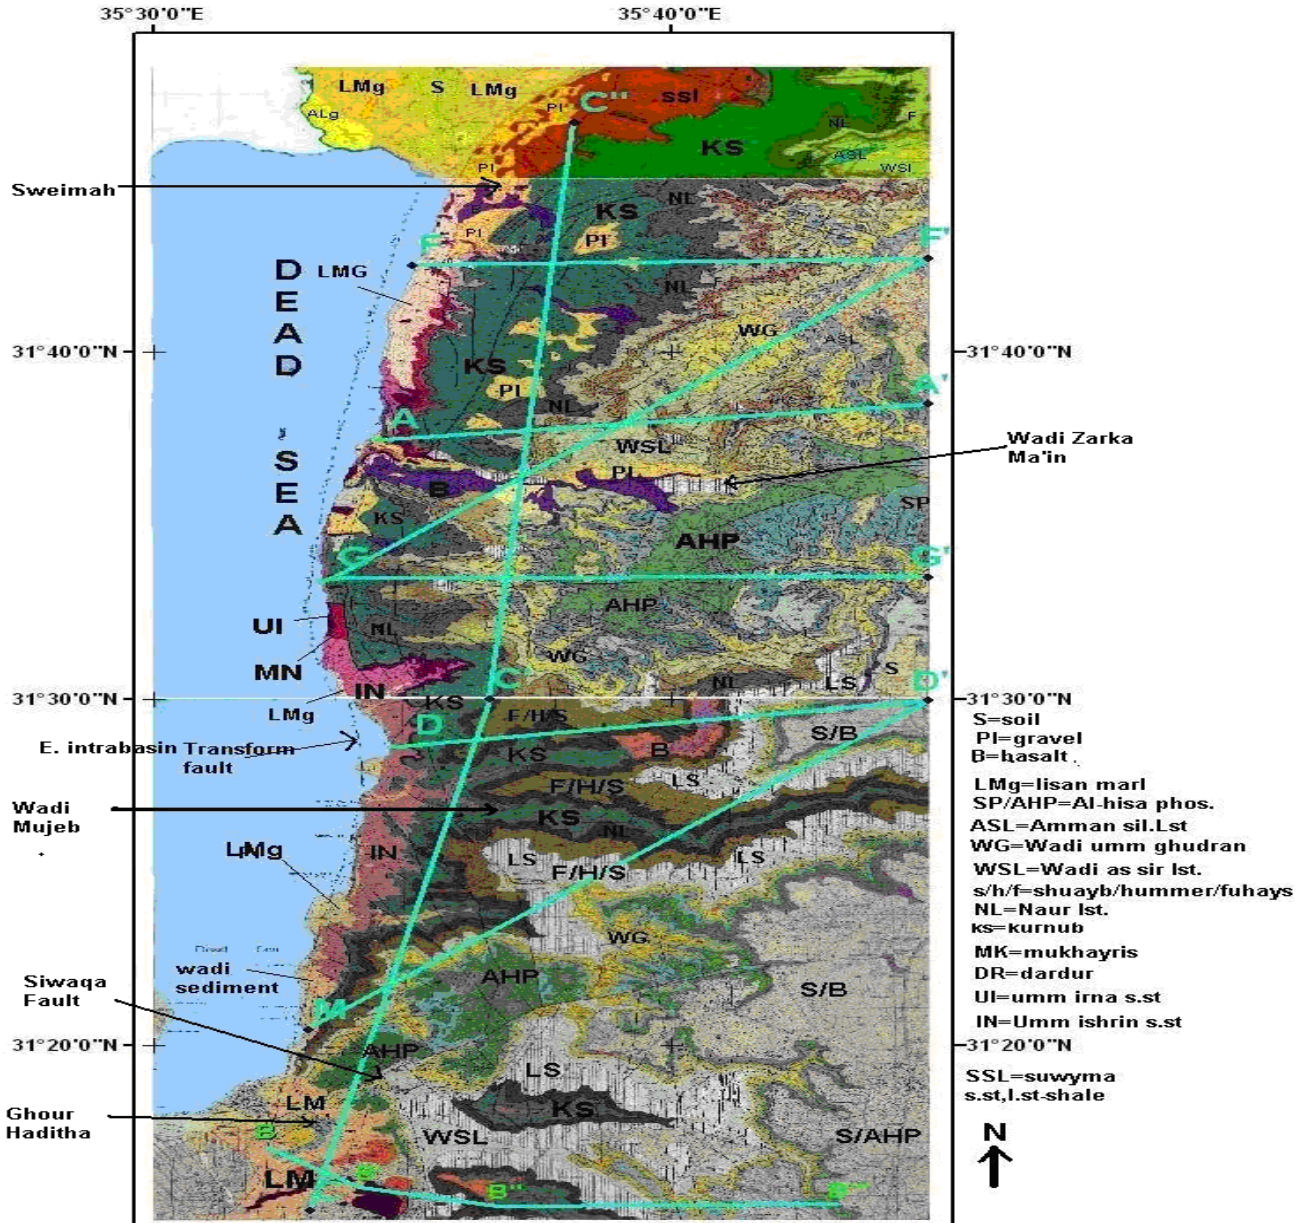 35°30'0"E
35°40'0"E
LMg
S
LMg
C"
ssl
PI
ALg
NL
F
KS
ASL
WSI
PI
Sweimah
KS
NL
PI
PI
F
F'
DEAD SEA
LMG
NL
WG
ASL
31°40'0"N
31°40'0"N
KS
PI
NL
A
A'
WSL
Wadi Zarka
Ma'in
PI
B
KS
SP
AHP
G
G'
AHP
UI
NL
WG
MN
IN
C'
NL
LS
S
D'
31°30'0"N
31°30'0"N
KS
LMg
D
F/H/S
S/B
E. intrabasin Transform
fault
KS
B
LS
F/H/S
Wadi
Mujeb
KS
NL
LMg
IN
LS
LS
F/H/S
WG
Dead Sea
wadi
sediment
AHP
S/B
Siwaqa
Fault
M
31°20'0"N
31°20'0"N
AHP
LS
LM
KS
Ghour
Haditha
B
WSL
S/AHP
LM
B'
B"
S=soil
PI=gravel
B=basalt
LMg=lisan marl
SP/AHP=Al-hisa phos.
ASL=Amman sil.Lst
WG=Wadi umm ghudran
WSL=Wadi as sir lst.
s/h/f=shuayb/hummer/fuhays
NL=Naur lst.
ks=kurnub
MK=mukhayris
DR=dardur
UI=umm irna s.st
IN=Umm ishrin s.st
SSL=suwyma
s.st,l.st-shale
N